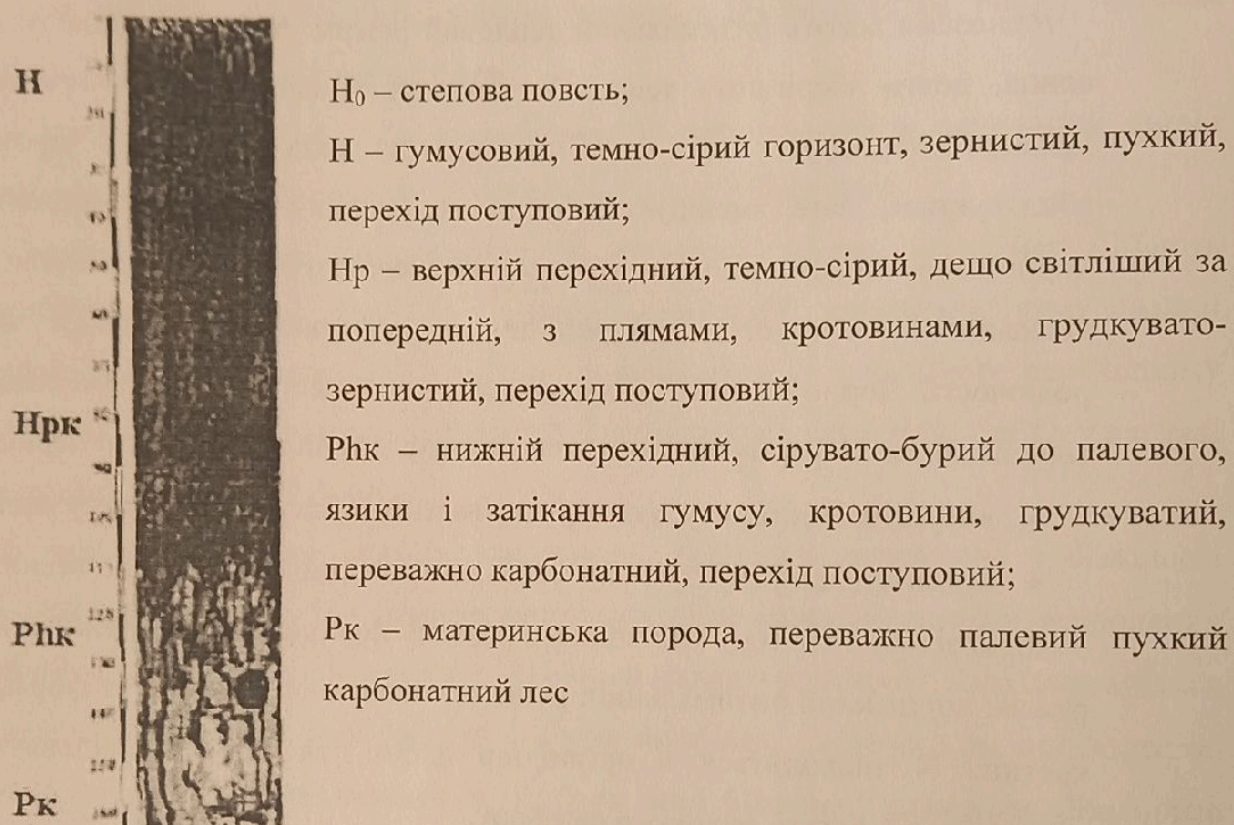 Н
Нрк
Phк
Рк
20
128
Н₀ – степова повсть;
Н – гумусовий, темно-сірий горизонт, зернистий, пухкий,
перехід поступовий;
Нр – верхній перехідний, темно-сірий, дещо світліший за
попередній, з плямами, кротовинами, грудкувато-
зернистий, перехід поступовий;
Phк – нижній перехідний, сірувато-бурий до палевого,
язики і затікання гумусу, кротовини, грудкуватий,
переважно карбонатний, перехід поступовий;
Рк – материнська порода, переважно палевий пухкий
карбонатний лес